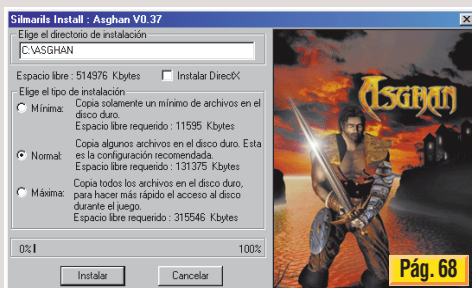 Silmarils Install : Asghan V0.37
Elige el directorio de instalación
C:\ASGHAN
Espacio libre : 514976 Kbytes
Instalar DirectX
Elige el tipo de instalación
Mínima:
Copia solamente un mínimo de archivos en el
disco duro.
Espacio libre requerido : 11595 Kbytes
Normal:
Copia algunos archivos en el disco duro. Esta
es la configuración recomendada.
Espacio libre requerido : 131375 Kbytes
Máxima:
Copia todos los archivos en el disco duro,
para hacer más rápido el acceso al disco
durante el juego.
Espacio libre requerido : 315546 Kbytes
0%
100%
Instalar
Cancelar
ASGHAN
Pág. 68